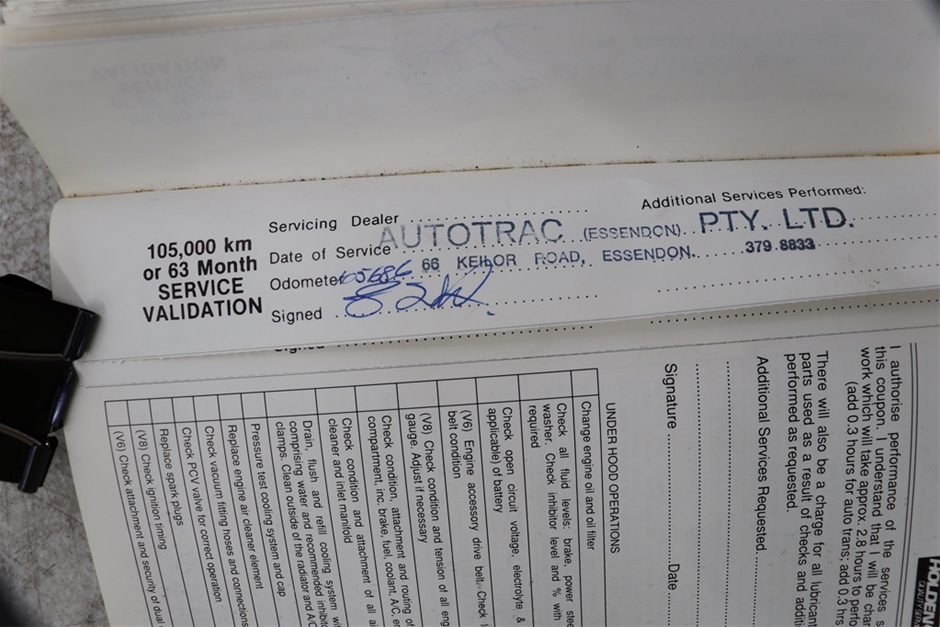 105,000 km
or 63 Month
SERVICE
VALIDATION
Servicing Dealer
Date of Service
Odometer 105686
Signed
Additional Services Performed:
AUTOTRAC (ESSENDON) PTY. LTD.
66 KEILOR ROAD, ESSENDON. 379 8833
I authorise performance of the services
this coupon. I understand that I will be
work which will take approx. 2.8 hours to
(add 0.3 hours for auto trans; add 0.3 hrs
There will also be a charge for all
parts used as a result of checks and
performed as requested.
Additional Services Requested.
Signature Date
UNDER HOOD OPERATIONS
Change engine oil and oil filter
Check all fluid levels: brake, power
washer. Check inhibitor level and % with
required
Check open circuit voltage, electrolyte &
applicable) of battery
(V6) Engine accessory drive belt. Check
belt condition
(V8) Check condition, and tension of all
gauge. Adjust if necessary
Check condition, attachment and routing of
compartment, inc. brake, fuel, coolant, A/C,
Check condition and attachment of all
cleaner and inlet manifold
Drain, flush and refill cooling system
comprising water and recommended
clamps. Clean outside of the radiator and A/C
Pressure test cooling system and cap
Replace engine air cleaner element
Check vacuum fitting hoses and connections
Check PCV valve for correct operation
Replace spark plugs
(V8) Check ignition timing
(V6) Check attachment and security of dual
HOLDEN